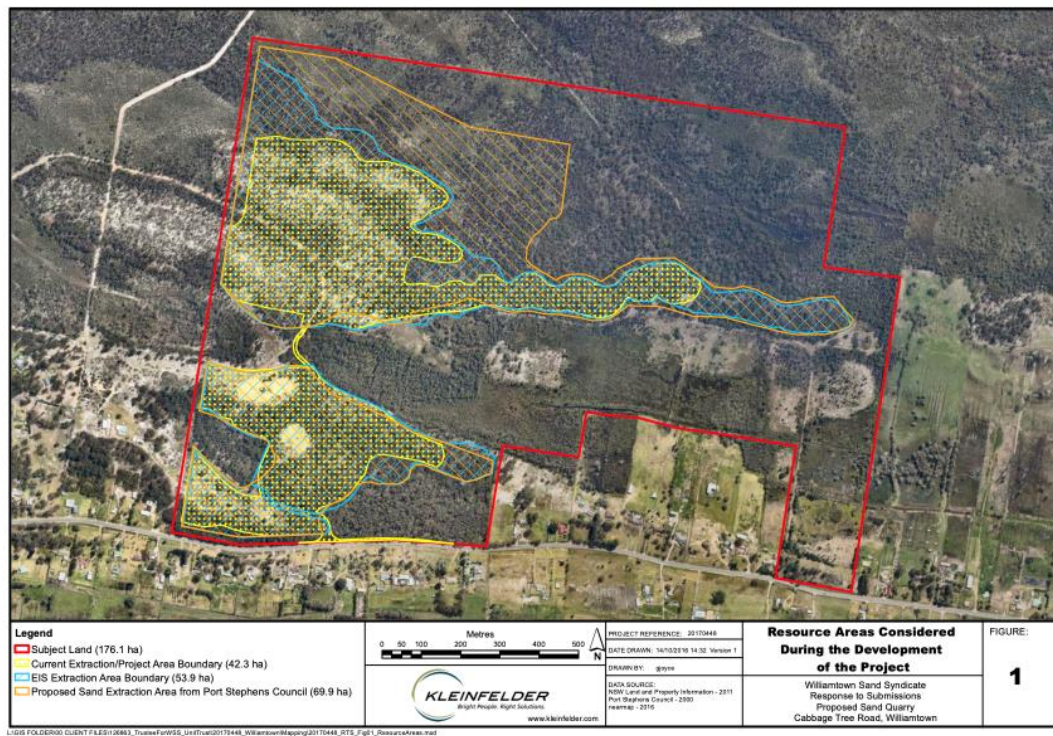 Legend
Subject Land (176.1 ha)
Current Extraction/Project Area Boundary (42.3 ha)
EIS Extraction Area Boundary (53.9 ha)
Proposed Sand Extraction Area from Port Stephens Council (69.9 ha)
Metres
0 50 100 200 300 400 500
N
KLEINFELDER
Bright People. Right Solutions.
www.kleinfelder.com
PROJECT REFERENCE: 20170448
DATE DRAWN: 14/10/2016 14:32 Version 1
DRAWN BY: gjoyce
DATA SOURCE:
NSW Land and Property Information - 2011
Port Stephens Council - 2000
nearmap - 2016
Resource Areas Considered
During the Development
of the Project
Williamtown Sand Syndicate
Response to Submissions
Proposed Sand Quarry
Cabbage Tree Road, Williamtown
FIGURE:
1